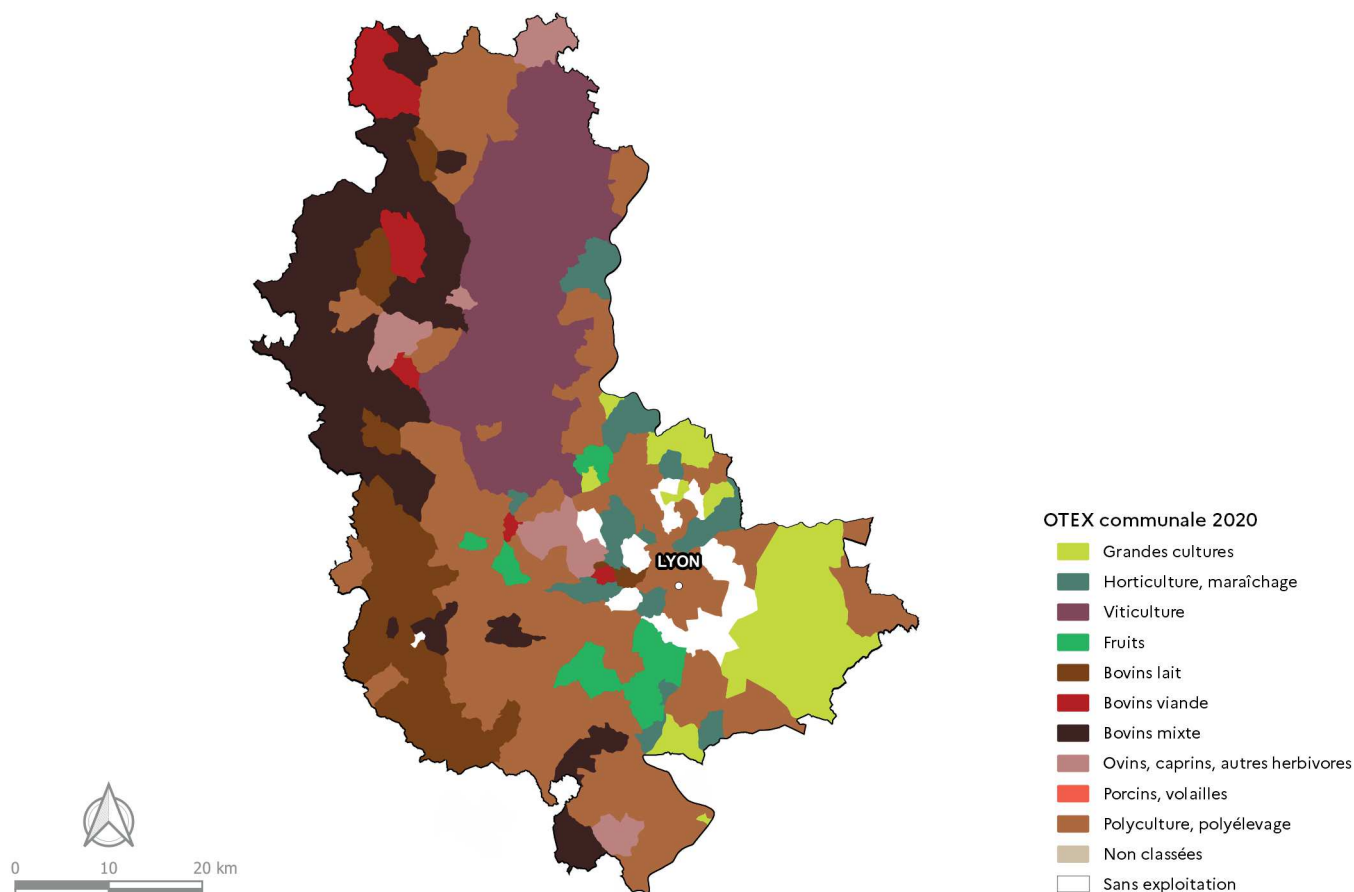 LYON
OTEX communale 2020
Grandes cultures
Horticulture, maraîchage
Viticulture
Fruits
Bovins lait
Bovins viande
Bovins mixte
Ovins, caprins, autres herbivores
Porcins, volailles
Polyculture, polyélevage
Non classées
Sans exploitation
0 10 20 km